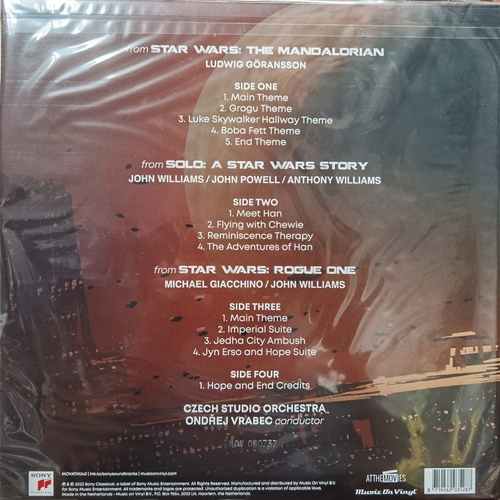 from STAR WARS: THE MANDALORIAN
LUDWIG GÖRANSSON
SIDE ONE
1. Main Theme
2. Grogu Theme
3. Luke Skywalker Hallway Theme
4. Boba Fett Theme
5. End Theme
from SOLO: A STAR WARS STORY
JOHN WILLIAMS / JOHN POWELL / ANTHONY WILLIAMS
SIDE TWO
1. Meet Han
2. Flying with Chewie
3. Reminiscence Therapy
4. The Adventures of Han
from STAR WARS: ROGUE ONE
MICHAEL GIACCHINO / JOHN WILLIAMS
SIDE THREE
1. Main Theme
2. Imperial Suite
3. Jedha City Ambush
4. Jyn Erso and Hope Suite
SIDE FOUR
1. Hope and End Credits
CZECH STUDIO ORCHESTRA
ONDŘEJ VRABEC conductor
SONY MUSIC
AT THE MOVIES
Music On Vinyl